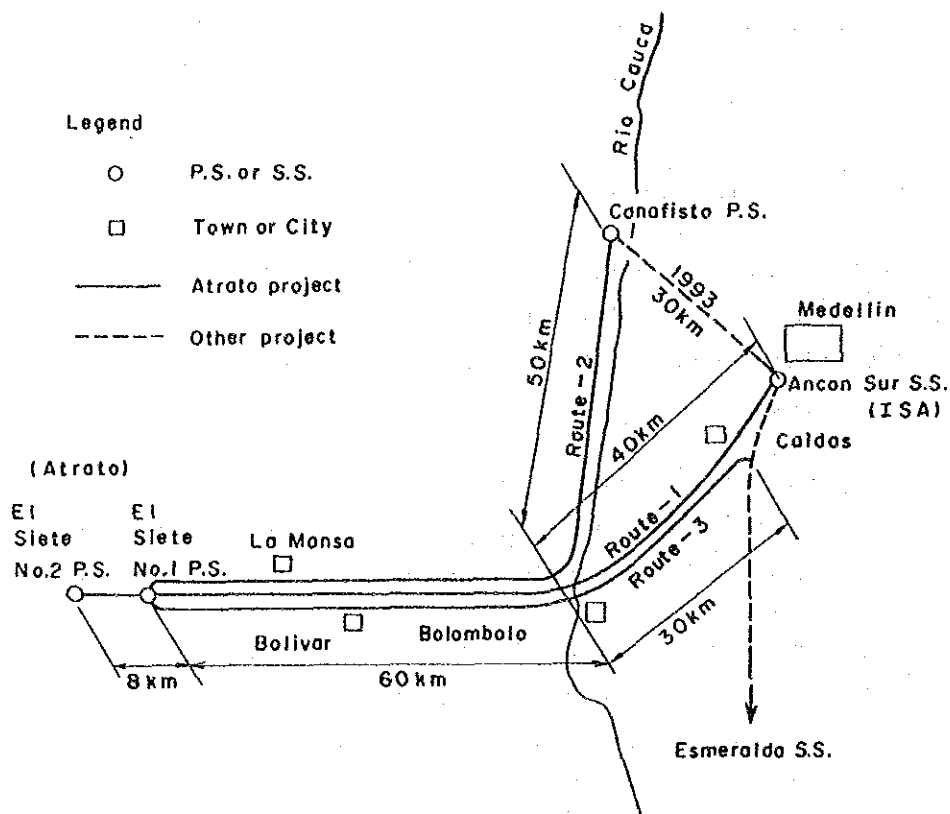 Rio Cauca
Legend
P.S. or S.S.
Town or City
Atrato project
Other project
Canafisto P.S.
1993
30km
Medellin
Ancon Sur S.S.
(ISA)
Caldas
50km
Route-2
40km
Route-1
Route-3
30km
(Atrato)
El
Siete
No.2 P.S.
El
Siete
No.1 P.S.
La Mansa
Bolivar
Bolombolo
8km
60km
Esmeralda S.S.